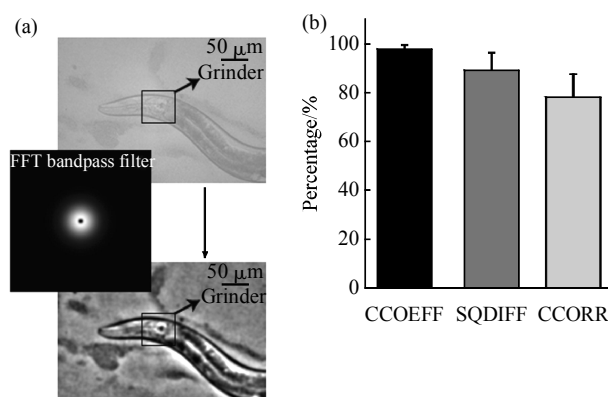 (a)
50 μm
Grinder
FFT bandpass filter
50 μm
Grinder
(b)
Percentage/%
100
80
60
40
20
0
CCOEFF SQDIFF CCORR